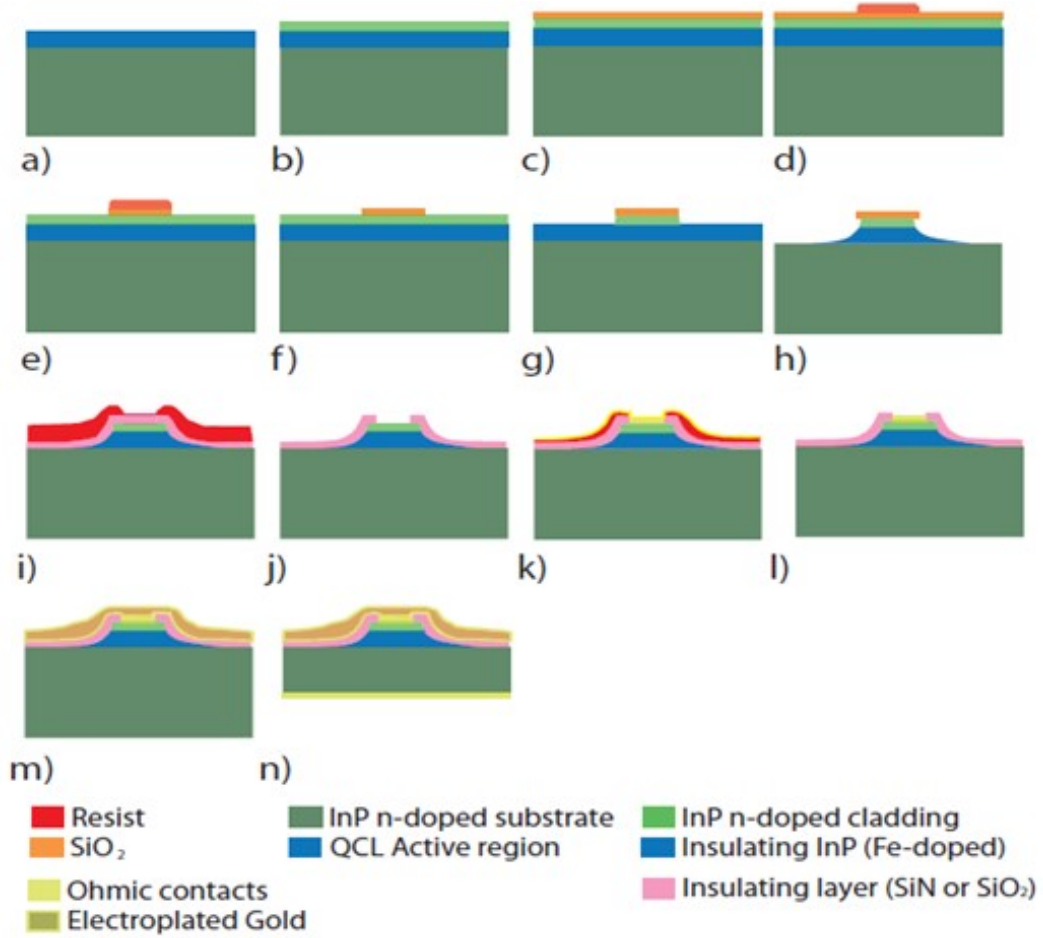 a)
b)
c)
d)
e)
f)
g)
h)
i)
j)
k)
l)
m)
n)
Resist
InP n-doped substrate
InP n-doped cladding
SiO₂
QCL Active region
Insulating InP (Fe-doped)
Ohmic contacts
Insulating layer (SiN or SiO₂)
Electroplated Gold